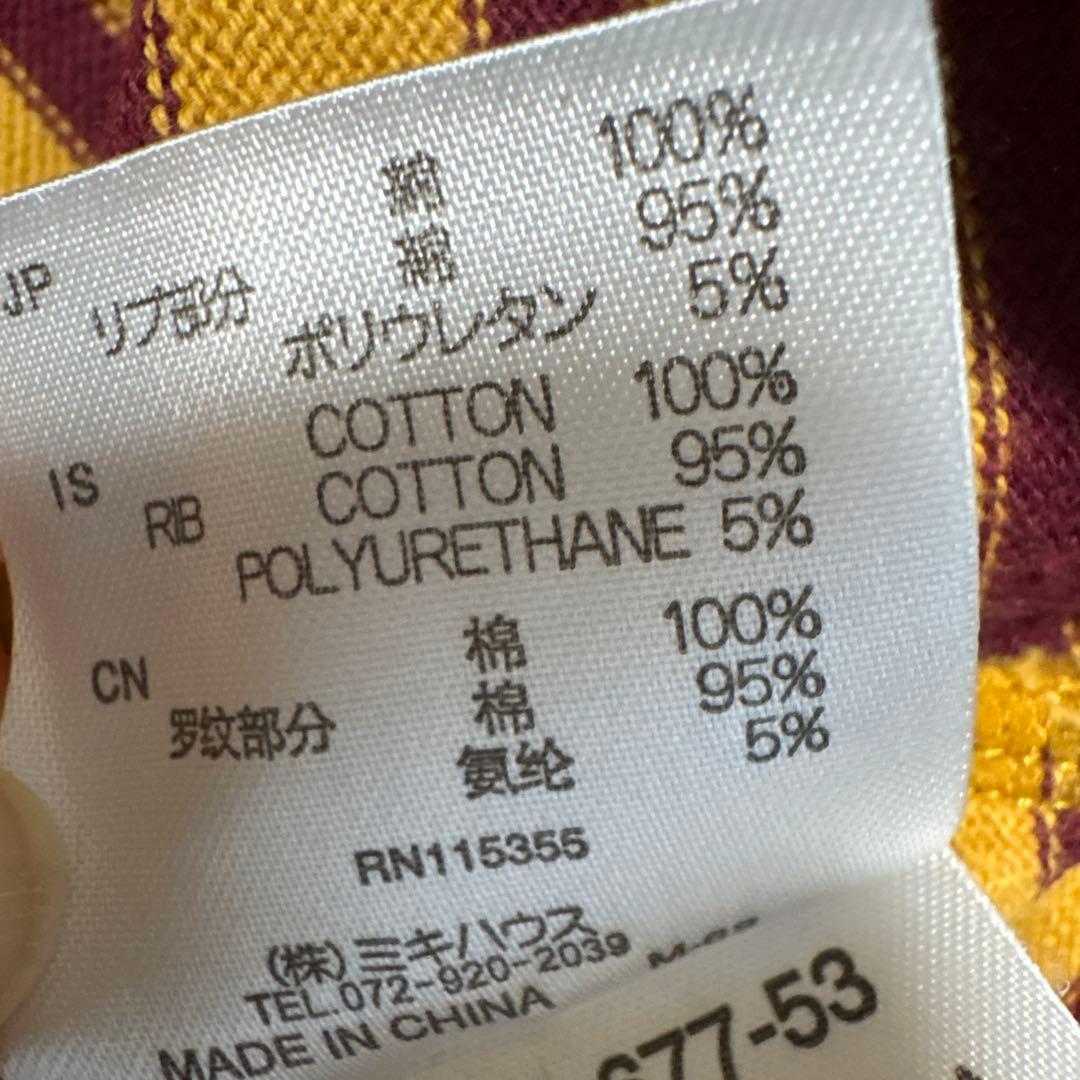 JP 綿 100%
リブ部分 綿 95%
ポリウレタン 5%
IS COTTON 100%
RIB COTTON 95%
POLYURETHANE 5%
CN 棉 100%
罗纹部分 棉 95%
氨纶 5%
RN115355
(株)ミキハウス
TEL.072-920-2039
MADE IN CHINA
677-53